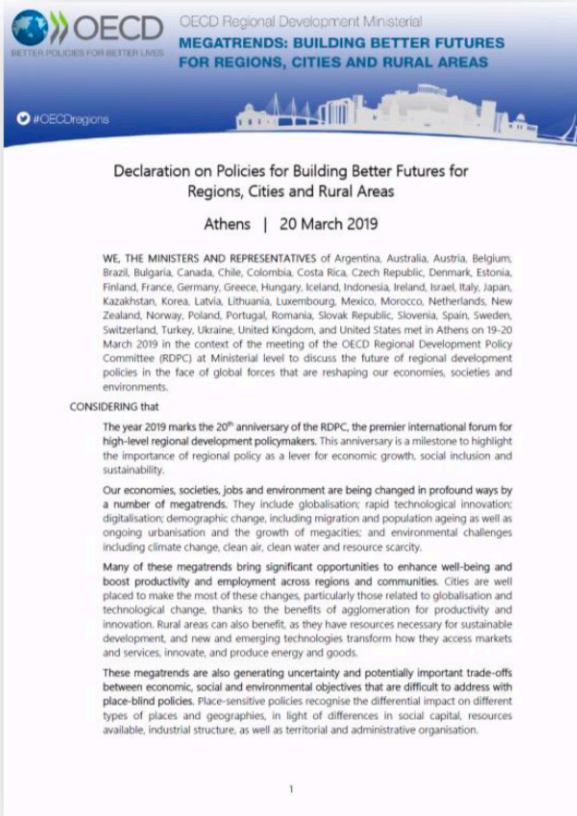 OECD
BETTER POLICIES FOR BETTER LIVES
OECD Regional Development Ministerial
MEGATRENDS: BUILDING BETTER FUTURES
FOR REGIONS, CITIES AND RURAL AREAS
#OECDregions
Declaration on Policies for Building Better Futures for
Regions, Cities and Rural Areas
Athens | 20 March 2019
WE, THE MINISTERS AND REPRESENTATIVES of Argentina, Australia, Austria, Belgium,
Brazil, Bulgaria, Canada, Chile, Colombia, Costa Rica, Czech Republic, Denmark, Estonia,
Finland, France, Germany, Greece, Hungary, Iceland, Indonesia, Ireland, Israel, Italy, Japan,
Kazakhstan, Korea, Latvia, Lithuania, Luxembourg, Mexico, Morocco, Netherlands, New
Zealand, Norway, Poland, Portugal, Romania, Slovak Republic, Slovenia, Spain, Sweden,
Switzerland, Turkey, Ukraine, United Kingdom, and United States met in Athens on 19-20
March 2019 in the context of the meeting of the OECD Regional Development Policy
Committee (RDPC) at Ministerial level to discuss the future of regional development
policies in the face of global forces that are reshaping our economies, societies and
environments.
CONSIDERING that
The year 2019 marks the 20th anniversary of the RDPC, the premier international forum for
high-level regional development policymakers. This anniversary is a milestone to highlight
the importance of regional policy as a lever for economic growth, social inclusion and
sustainability.
Our economies, societies, jobs and environment are being changed in profound ways by
a number of megatrends. They include globalisation; rapid technological innovation;
digitalisation; demographic change, including migration and population ageing as well as
ongoing urbanisation and the growth of megacities; and environmental challenges
including climate change, clean air, clean water and resource scarcity.
Many of these megatrends bring significant opportunities to enhance well-being and
boost productivity and employment across regions and communities. Cities are well
placed to make the most of these changes, particularly those related to globalisation and
technological change, thanks to the benefits of agglomeration for productivity and
innovation. Rural areas can also benefit, as they have resources necessary for sustainable
development, and new and emerging technologies transform how they access markets
and services, innovate, and produce energy and goods.
These megatrends are also generating uncertainty and potentially important trade-offs
between economic, social and environmental objectives that are difficult to address with
place-blind policies. Place-sensitive policies recognise the differential impact on different
types of places and geographies, in light of differences in social capital, resources
available, industrial structure, as well as territorial and administrative organisation.
1